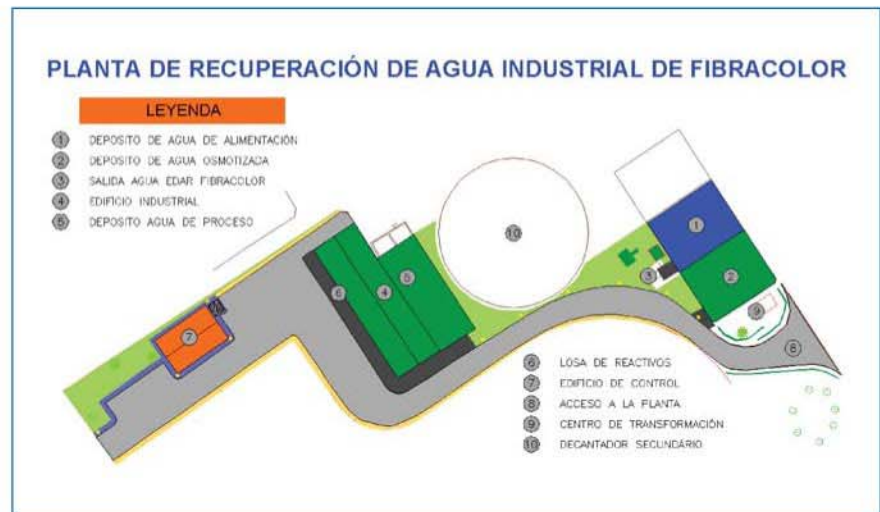 PLANTA DE RECUPERACIÓN DE AGUA INDUSTRIAL DE FIBRACOLOR
LEYENDA
1 DEPOSITO DE AGUA DE ALIMENTACIÓN
2 DEPOSITO DE AGUA OSMOTIZADA
3 SALIDA AGUA EDAR FIBRACOLOR
4 EDIFICIO INDUSTRIAL
5 DEPOSITO AGUA DE PROCESO
10
1
2
3
4
5
6
7
9
8
6 LOSA DE REACTIVOS
7 EDIFICIO DE CONTROL
8 ACCESO A LA PLANTA
9 CENTRO DE TRANSFORMACIÓN
10 DECANTADOR SECUNDÁRIO